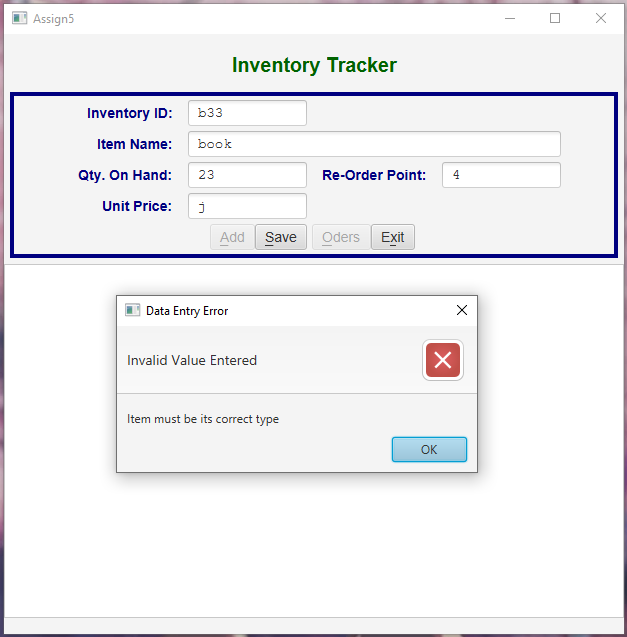 Assign5
Inventory Tracker
Inventory ID: b33
Item Name: book
Qty. On Hand: 23 Re-Order Point: 4
Unit Price: j
Add Save Oders Exit
Data Entry Error
Invalid Value Entered
Item must be its correct type
OK